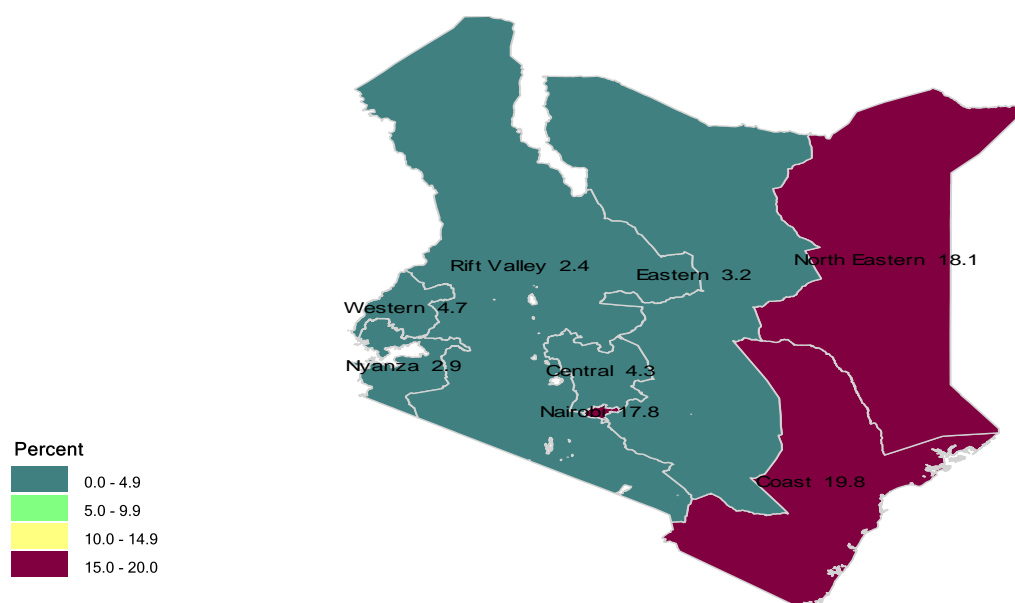 North Eastern 18.1
Rift Valley 2.4
Eastern 3.2
Western 4.7
Nyanza 2.9
Central 4.3
Nairobi 17.8
Coast 19.8
Percent
0.0 - 4.9
5.0 - 9.9
10.0 - 14.9
15.0 - 20.0